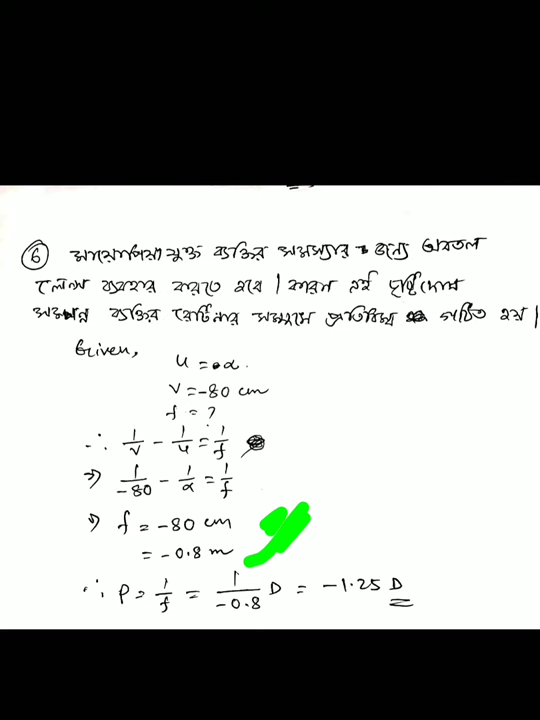 ⑥ মায়োপিয়া যুক্ত ব্যক্তির সমস্যার জন্যে অবতল
লেন্স ব্যবহার করতে হবে। কারণ এই দৃষ্টিদোষ
সম্পন্ন ব্যক্তির রেটিনার সম্মুখে প্রতিবিম্ব গঠিত হয়।
Given,
u = α.
v = -80 cm
f = ?
∴ 1/v - 1/u = 1/f
⇒ 1/-80 - 1/α = 1/f
⇒ f = -80 cm
= -0.8 m
∴ P = 1/f = 1/-0.8 D = -1.25 D